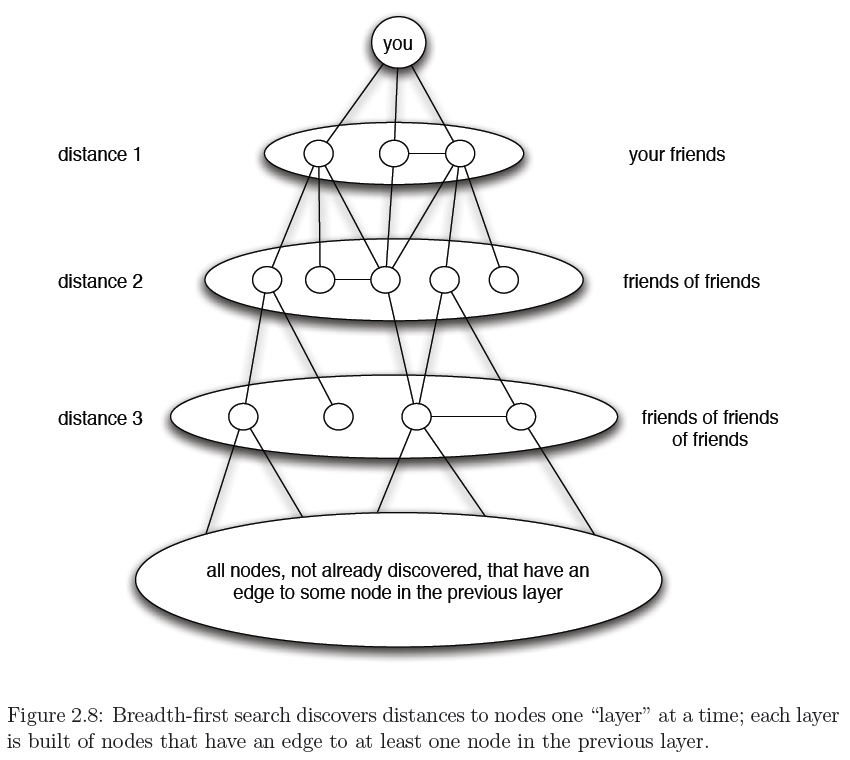 you
distance 1
your friends
distance 2
friends of friends
distance 3
friends of friends
of friends
all nodes, not already discovered, that have an
edge to some node in the previous layer
Figure 2.8: Breadth-first search discovers distances to nodes one “layer” at a time; each layer
is built of nodes that have an edge to at least one node in the previous layer.